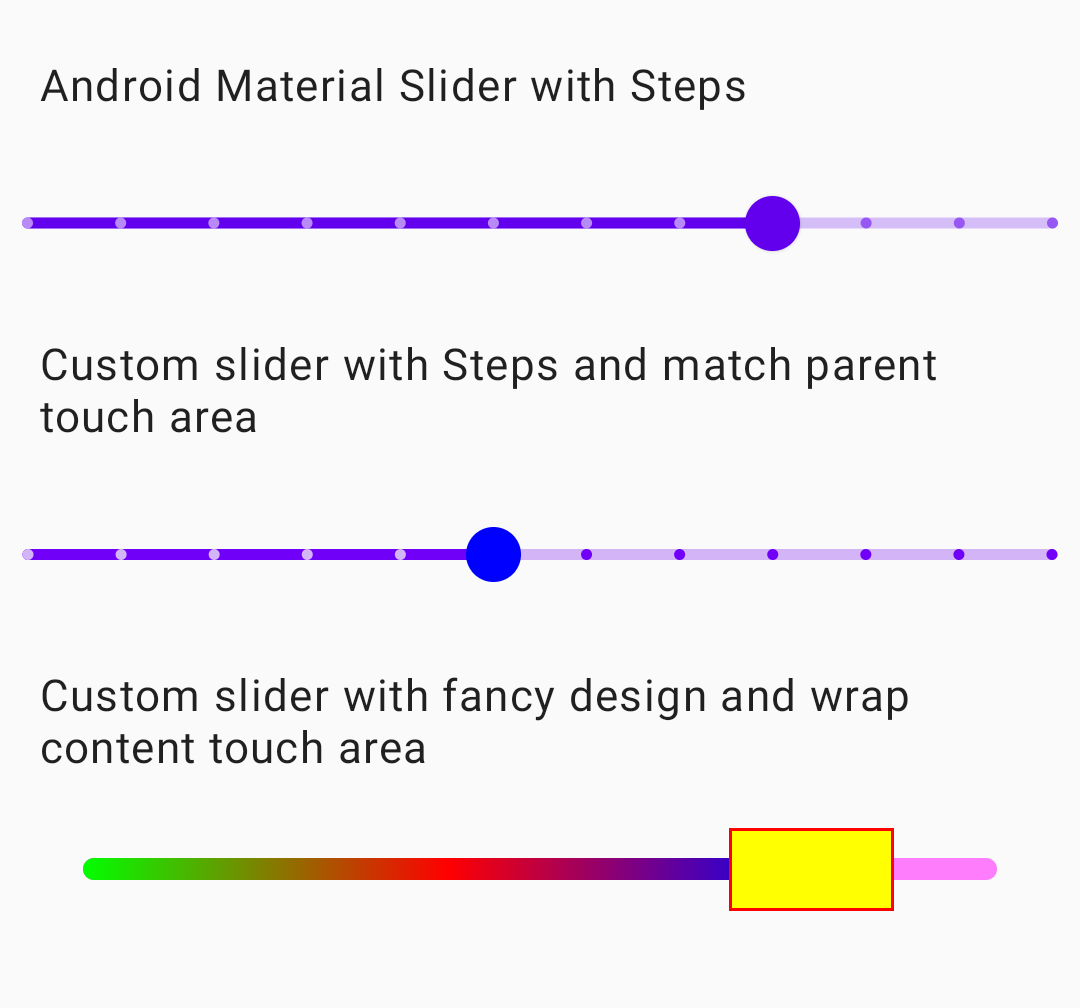 Android Material Slider with Steps
Custom slider with Steps and match parent
touch area
Custom slider with fancy design and wrap
content touch area